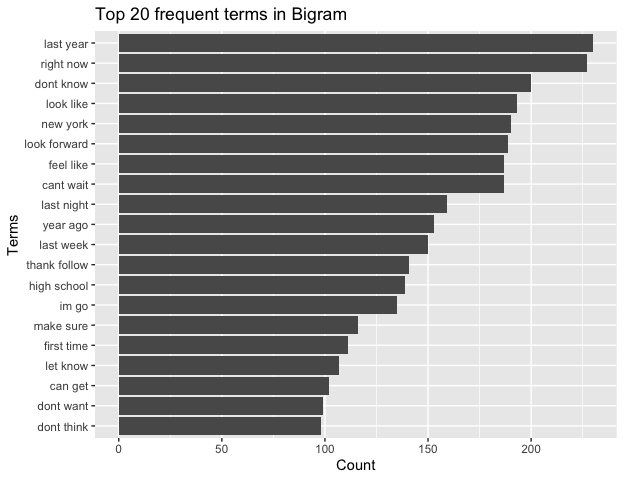 Top 20 frequent terms in Bigram
last year
right now
dont know
look like
new york
look forward
feel like
cant wait
last night
year ago
last week
thank follow
high school
im go
make sure
first time
let know
can get
dont want
dont think
Terms
0 50 100 150 200
Count